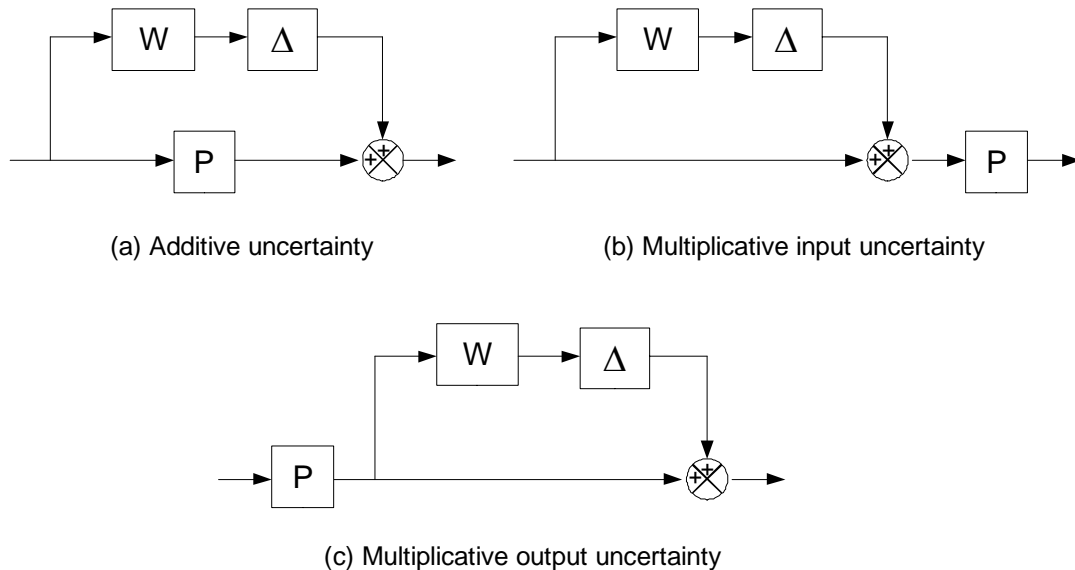 W Δ
P
+ +
(a) Additive uncertainty
W Δ
+ +
P
(b) Multiplicative input uncertainty
W Δ
P
+ +
(c) Multiplicative output uncertainty